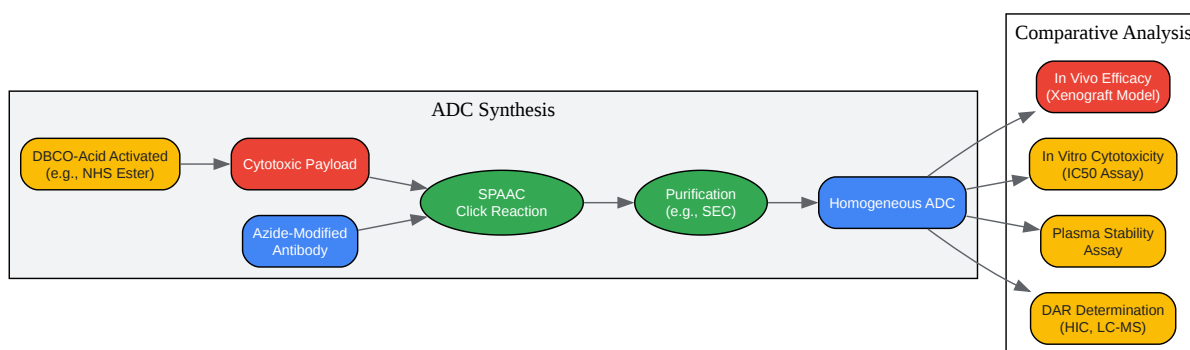 ADC Synthesis
DBCO-Acid Activated
(e.g., NHS Ester)
Cytotoxic Payload
Azide-Modified
Antibody
SPAAC
Click Reaction
Purification
(e.g., SEC)
Homogeneous ADC
Comparative Analysis
In Vivo Efficacy
(Xenograft Model)
In Vitro Cytotoxicity
(IC50 Assay)
Plasma Stability
Assay
DAR Determination
(HIC, LC-MS)